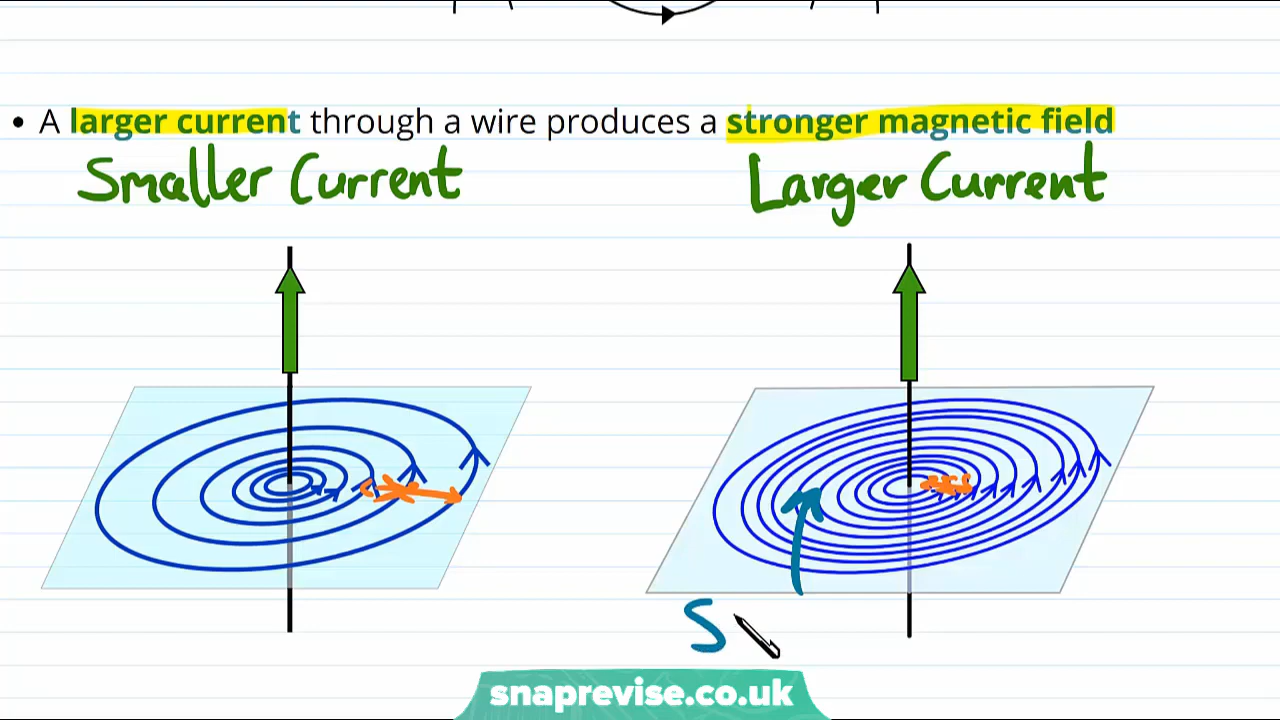 • A larger current through a wire produces a stronger magnetic field
Smaller Current
Larger Current
S
snaprevise.co.uk